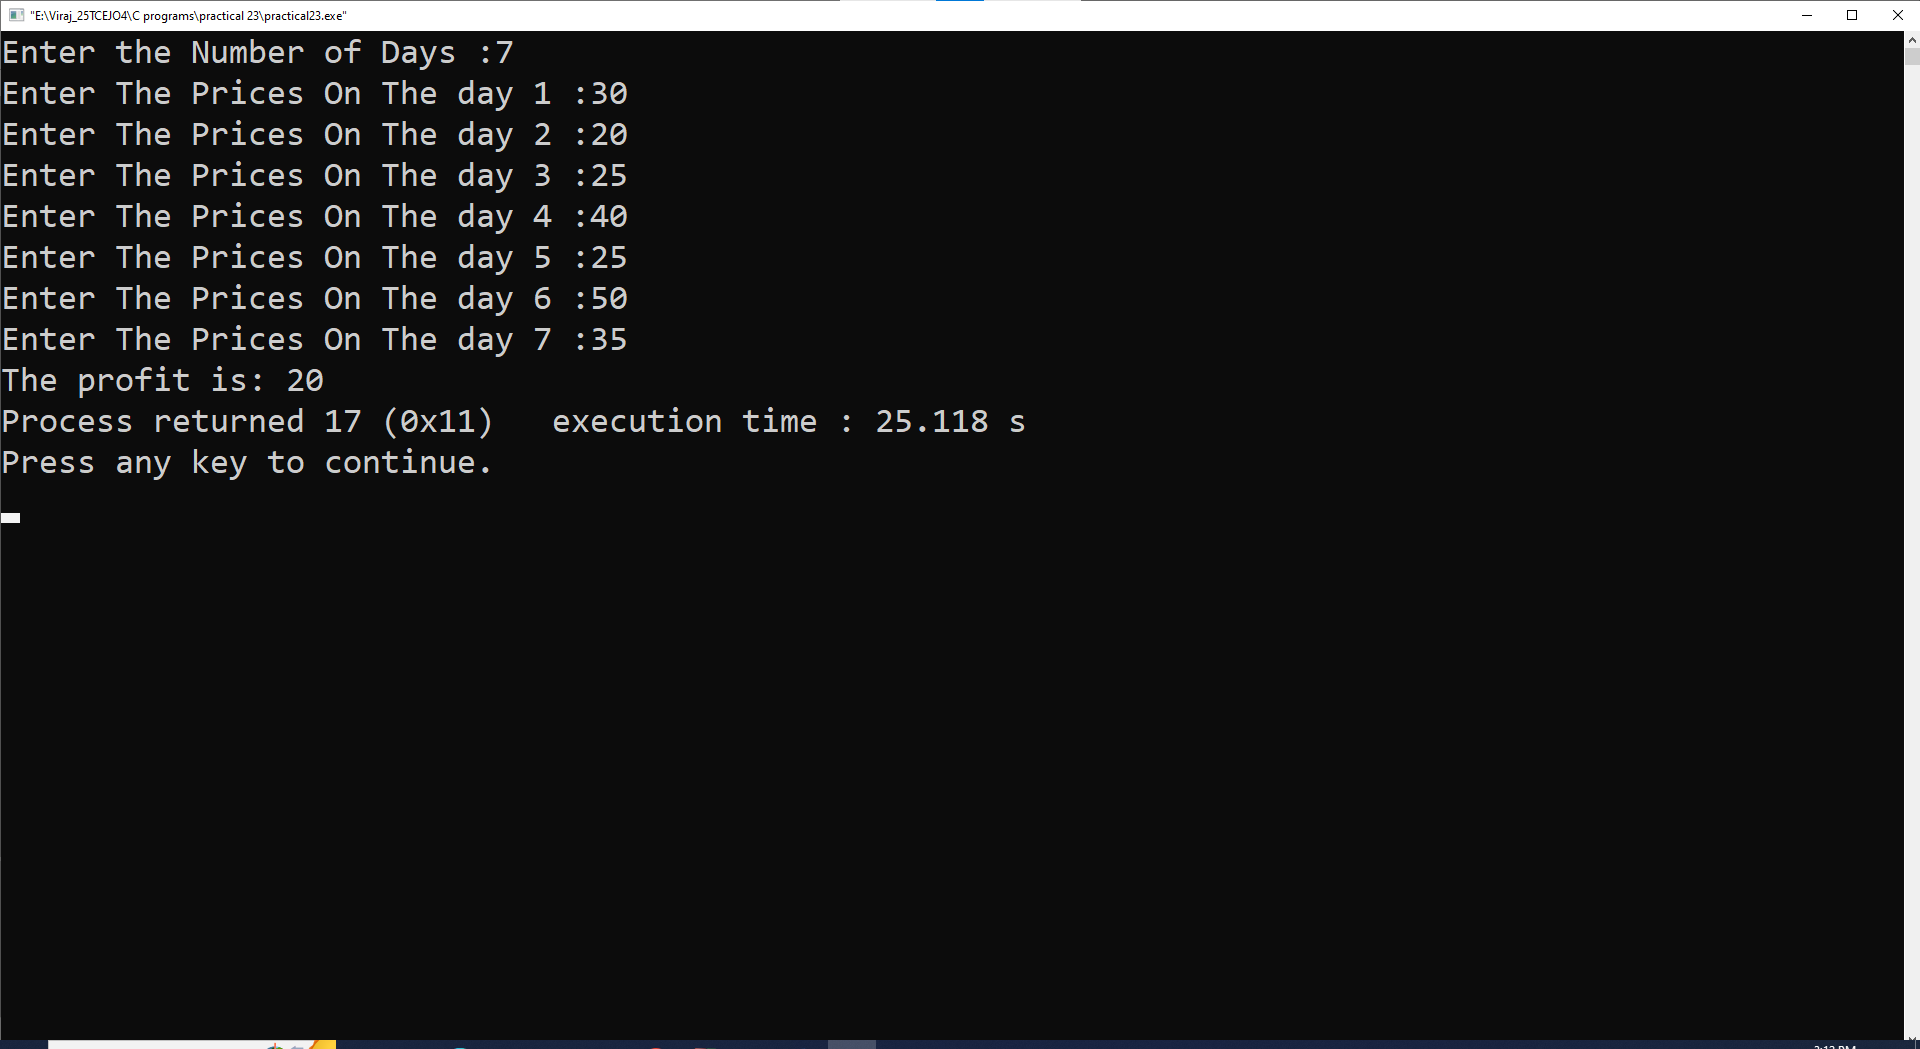 "E:\Viraj_25TCEJO4\C programs\practical 23\practical23.exe"
Enter the Number of Days :7
Enter The Prices On The day 1 :30
Enter The Prices On The day 2 :20
Enter The Prices On The day 3 :25
Enter The Prices On The day 4 :40
Enter The Prices On The day 5 :25
Enter The Prices On The day 6 :50
Enter The Prices On The day 7 :35
The profit is: 20
Process returned 17 (0x11)   execution time : 25.118 s
Press any key to continue.